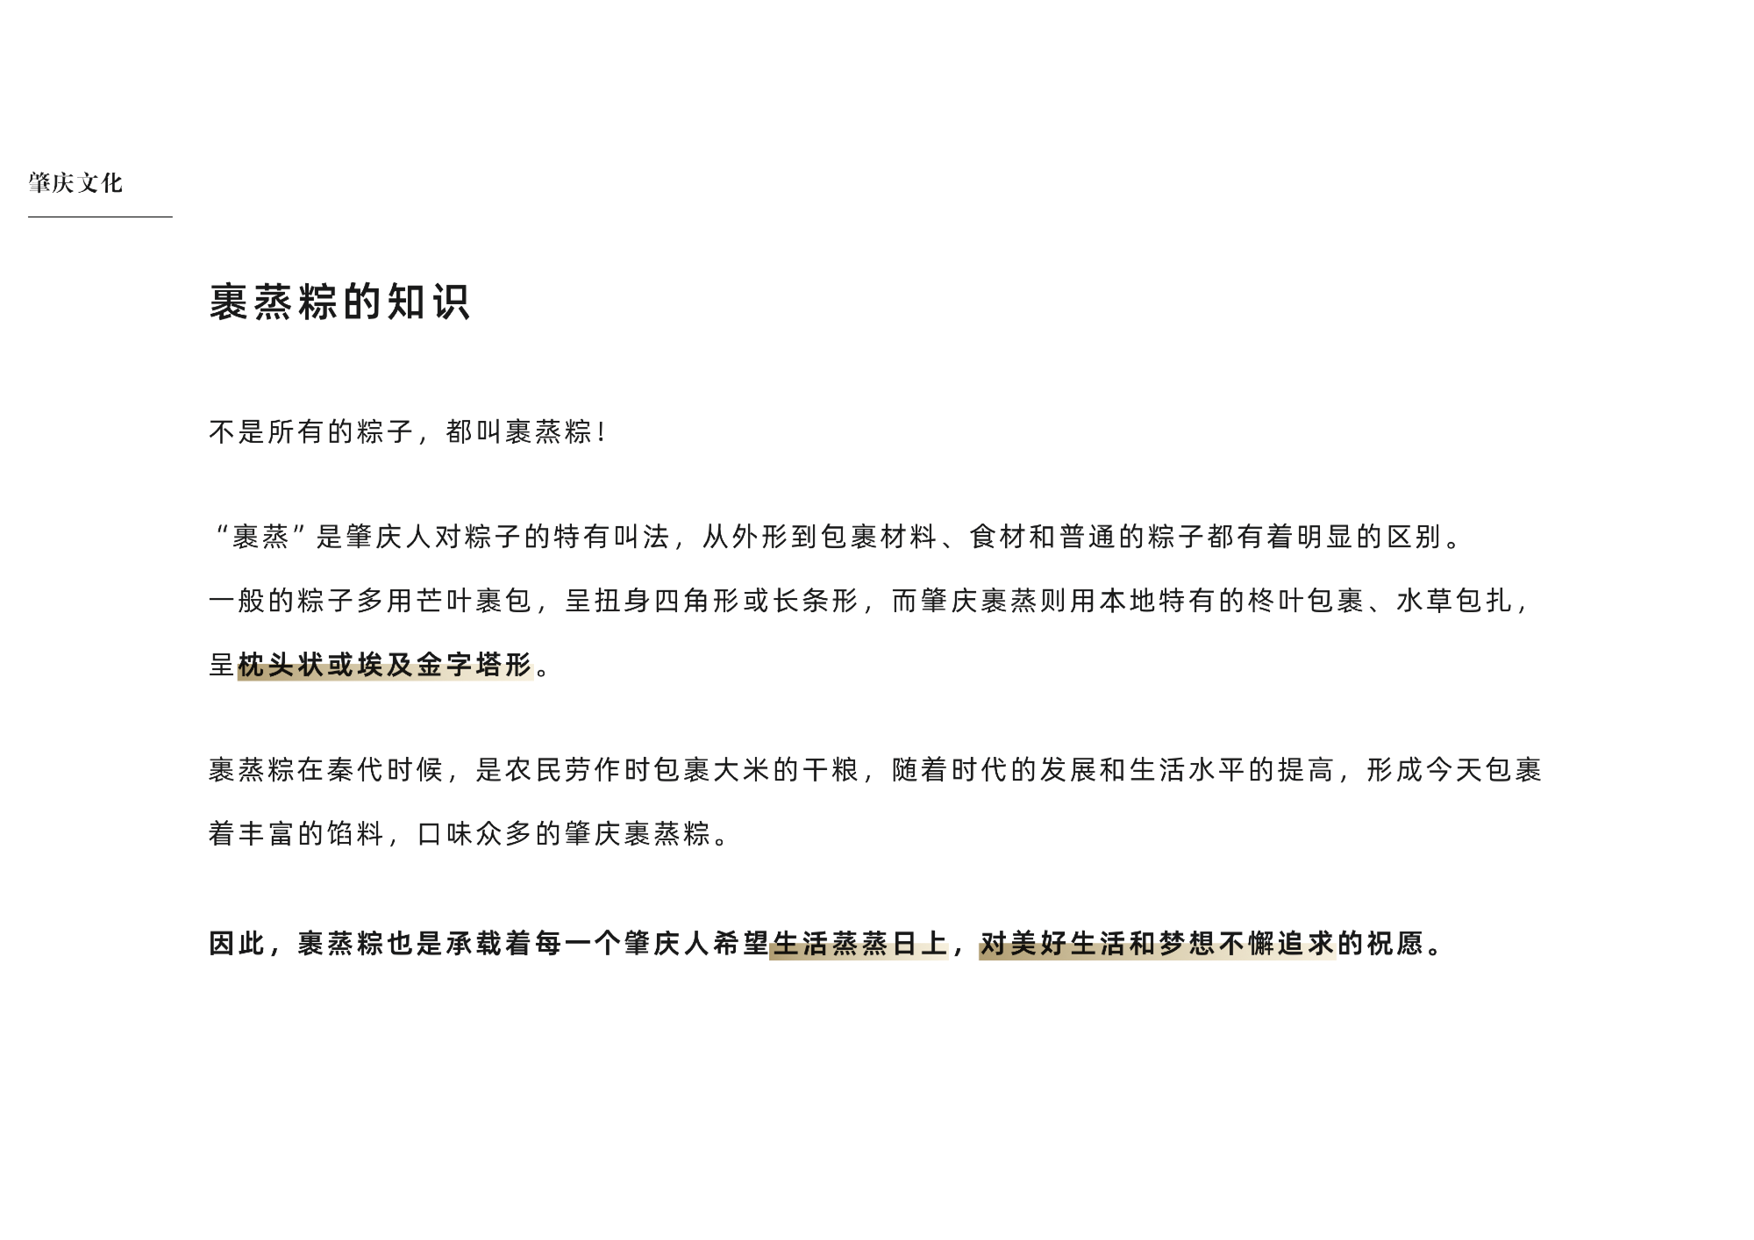 肇庆文化
裹蒸粽的知识
不是所有的粽子，都叫裹蒸粽！
“裹蒸”是肇庆人对粽子的特有叫法，从外形到包裹材料、食材和普通的粽子都有着明显的区别。
一般的粽子多用芒叶裹包，呈扭身四角形或长条形，而肇庆裹蒸则用本地特有的柊叶包裹、水草包扎，
呈枕头状或埃及金字塔形。
裹蒸粽在秦代时候，是农民劳作时包裹大米的干粮，随着时代的发展和生活水平的提高，形成今天包裹
着丰富的馅料，口味众多的肇庆裹蒸粽。
因此，裹蒸粽也是承载着每一个肇庆人希望生活蒸蒸日上，对美好生活和梦想不懈追求的祝愿。